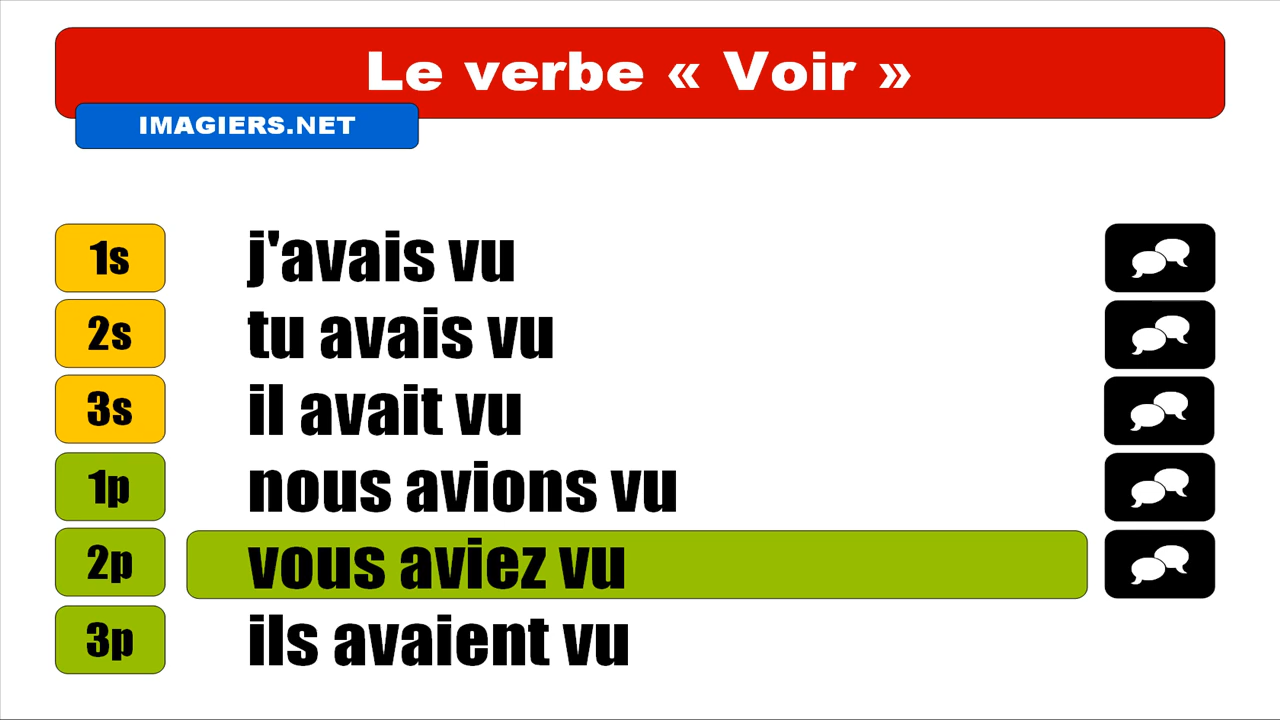 Le verbe « Voir »
IMAGIERS.NET
1s j'avais vu
2s tu avais vu
3s il avait vu
1p nous avions vu
2p vous aviez vu
3p ils avaient vu